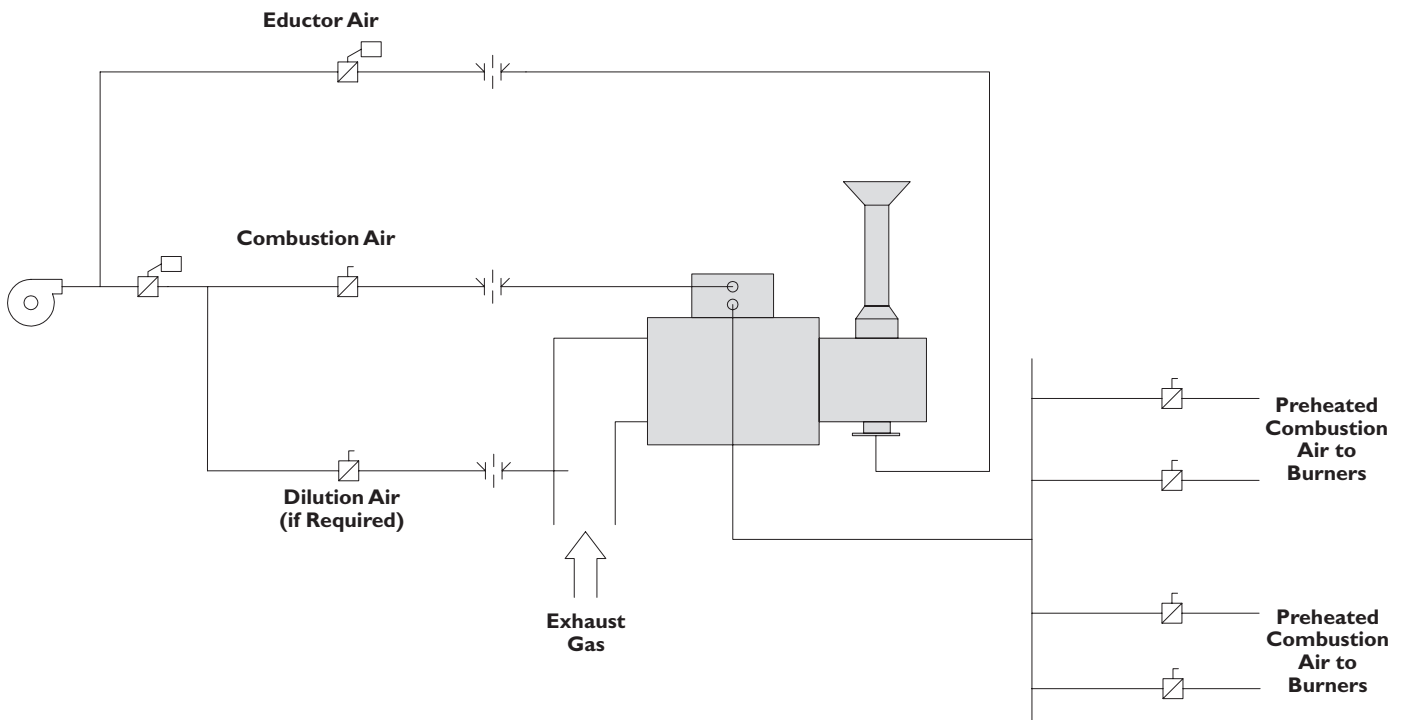 Eductor Air
Combustion Air
Preheated
Combustion
Air to
Burners
Dilution Air
(if Required)
Exhaust
Gas
Preheated
Combustion
Air to
Burners